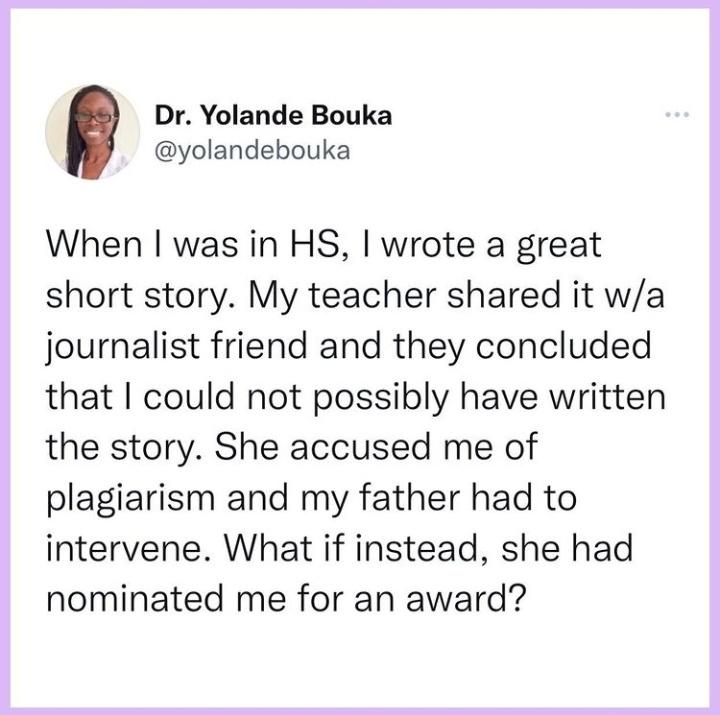 Dr. Yolande Bouka
@yolandebouka
When I was in HS, I wrote a great
short story. My teacher shared it w/a
journalist friend and they concluded
that I could not possibly have written
the story. She accused me of
plagiarism and my father had to
intervene. What if instead, she had
nominated me for an award?